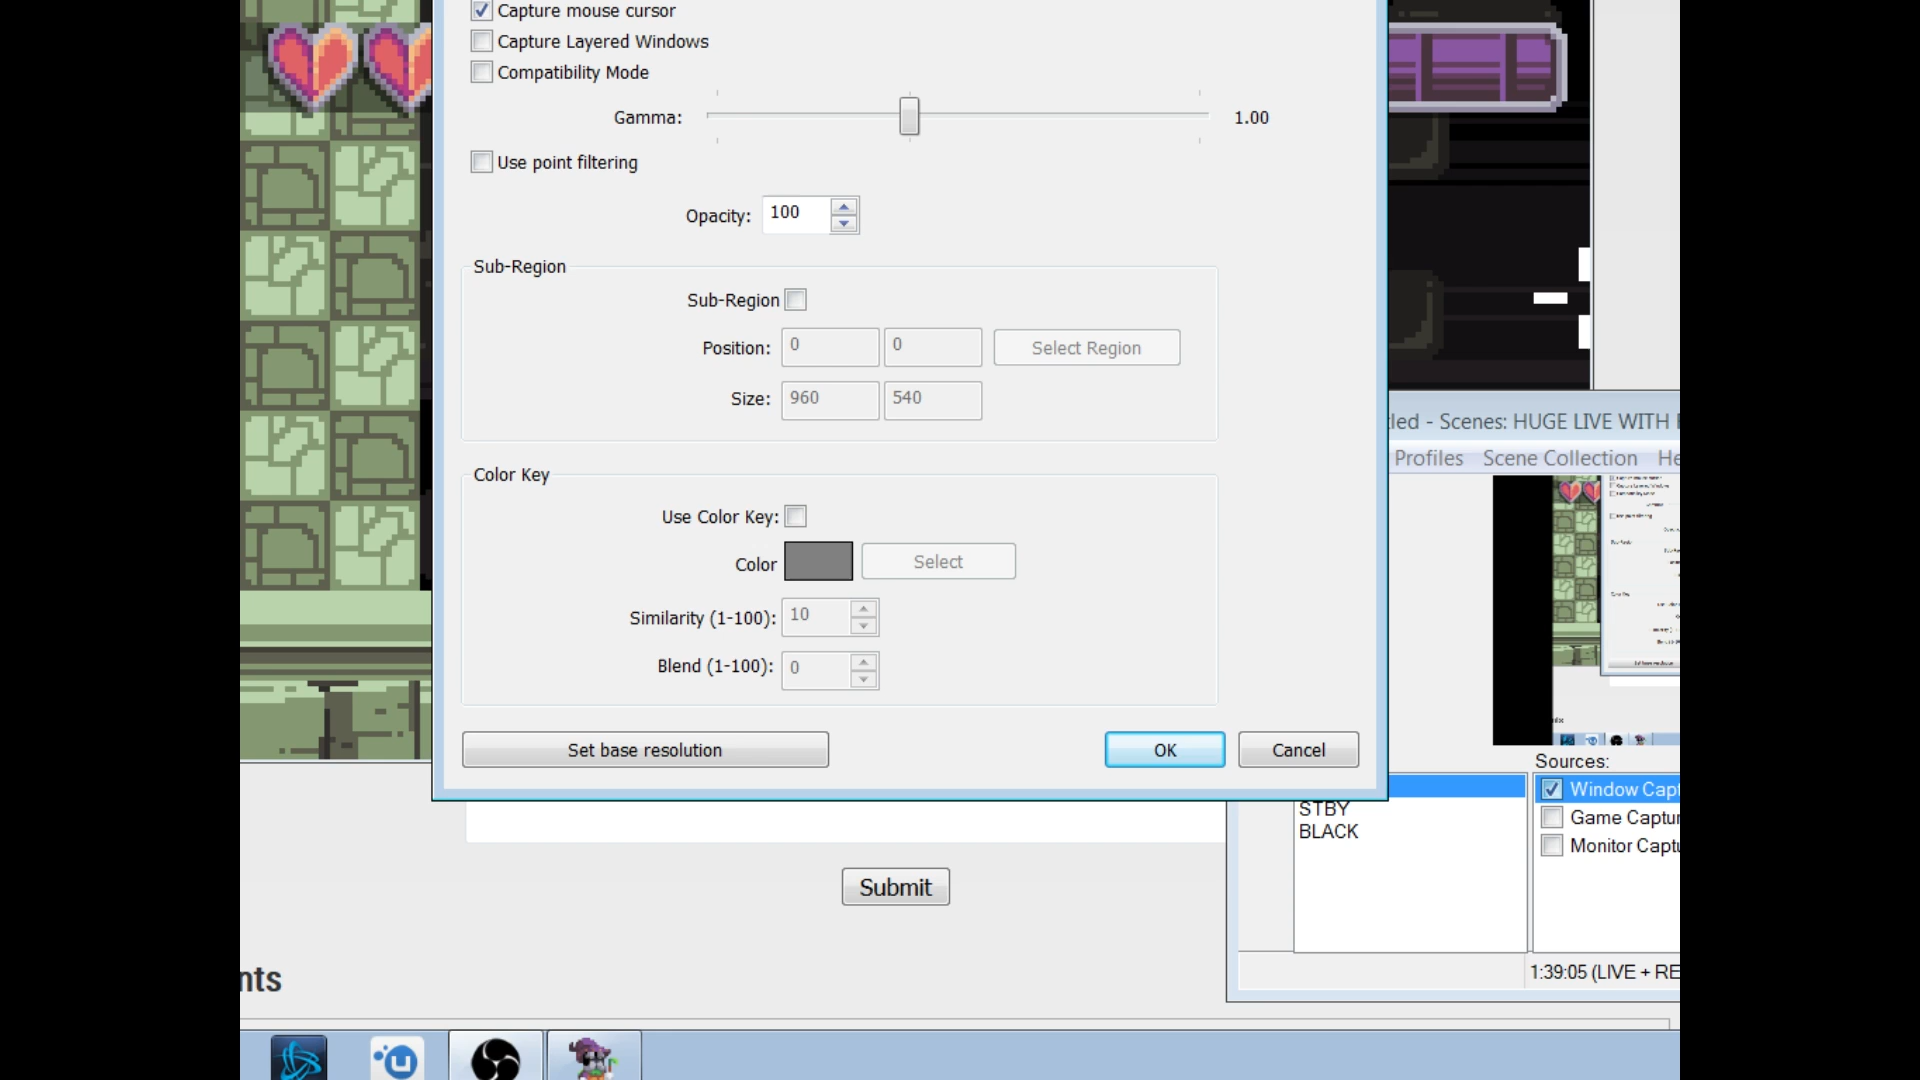 Capture mouse cursor
Capture Layered Windows
Compatibility Mode
Gamma: 1.00
Use point filtering
Opacity: 100
Sub-Region
Sub-Region
Position: 0 0 Select Region
Size: 960 540
Color Key
Use Color Key:
Color Select
Similarity (1-100): 10
Blend (1-100): 0
Set base resolution OK Cancel
Submit
nts
led - Scenes: HUGE LIVE WITH
Profiles Scene Collection He
Sources:
Window Capt
Game Captur
Monitor Captu
STBY
BLACK
1:39:05 (LIVE + RE